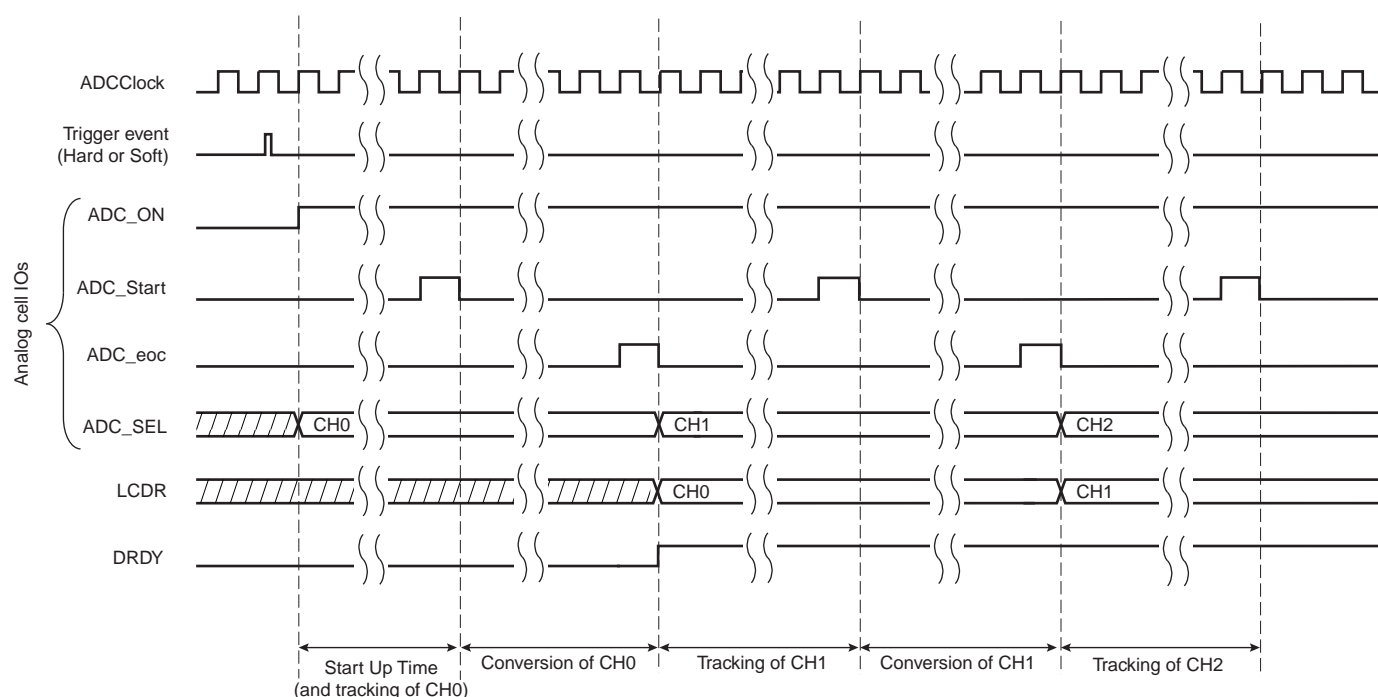 ADCClock
Trigger event
(Hard or Soft)
ADC_ON
ADC_Start
Analog cell IOs
ADC_eoc
ADC_SEL
CH0
CH1
CH2
LCDR
CH0
CH1
DRDY
Start Up Time
(and tracking of CH0)
Conversion of CH0
Tracking of CH1
Conversion of CH1
Tracking of CH2